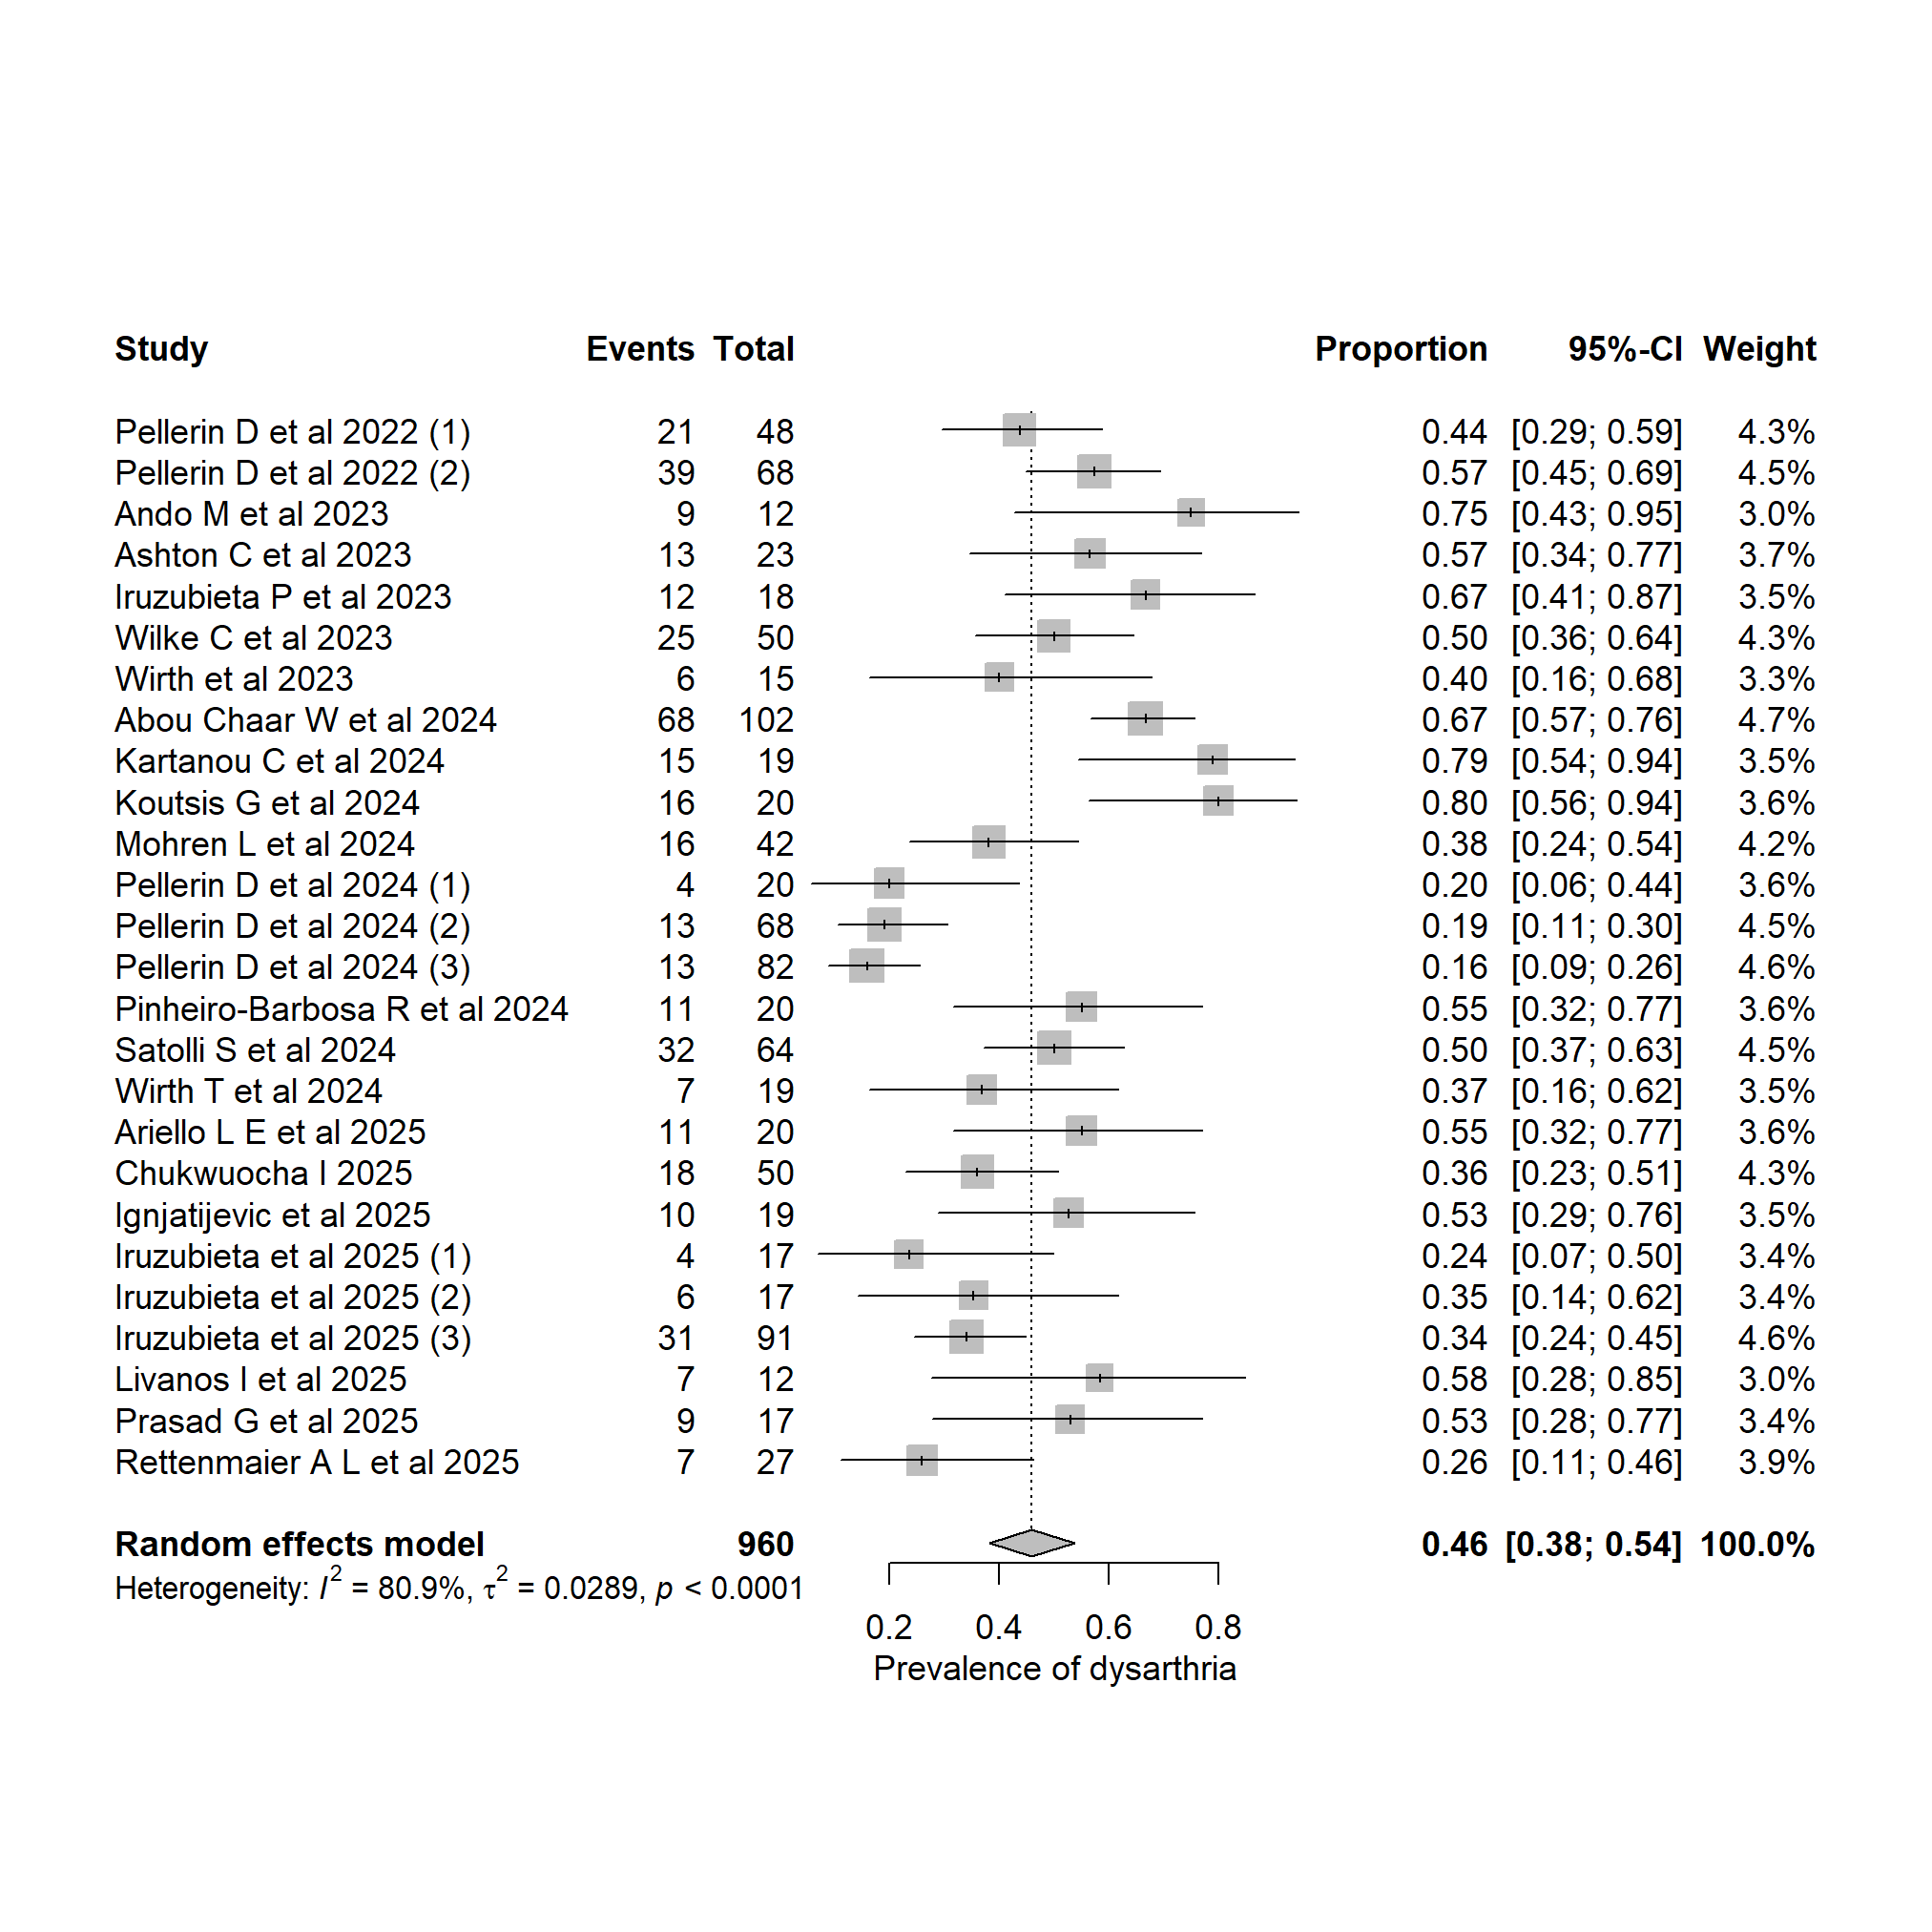 Study Events Total Proportion 95%-CI Weight
Pellerin D et al 2022 (1) 21 48 0.44 [0.29; 0.59] 4.3%
Pellerin D et al 2022 (2) 39 68 0.57 [0.45; 0.69] 4.5%
Ando M et al 2023 9 12 0.75 [0.43; 0.95] 3.0%
Ashton C et al 2023 13 23 0.57 [0.34; 0.77] 3.7%
Iruzubieta P et al 2023 12 18 0.67 [0.41; 0.87] 3.5%
Wilke C et al 2023 25 50 0.50 [0.36; 0.64] 4.3%
Wirth et al 2023 6 15 0.40 [0.16; 0.68] 3.3%
Abou Chaar W et al 2024 68 102 0.67 [0.57; 0.76] 4.7%
Kartanou C et al 2024 15 19 0.79 [0.54; 0.94] 3.5%
Koutsis G et al 2024 16 20 0.80 [0.56; 0.94] 3.6%
Mohren L et al 2024 16 42 0.38 [0.24; 0.54] 4.2%
Pellerin D et al 2024 (1) 4 20 0.20 [0.06; 0.44] 3.6%
Pellerin D et al 2024 (2) 13 68 0.19 [0.11; 0.30] 4.5%
Pellerin D et al 2024 (3) 13 82 0.16 [0.09; 0.26] 4.6%
Pinheiro-Barbosa R et al 2024 11 20 0.55 [0.32; 0.77] 3.6%
Satolli S et al 2024 32 64 0.50 [0.37; 0.63] 4.5%
Wirth T et al 2024 7 19 0.37 [0.16; 0.62] 3.5%
Ariello L E et al 2025 11 20 0.55 [0.32; 0.77] 3.6%
Chukwuocha I 2025 18 50 0.36 [0.23; 0.51] 4.3%
Ignjatijevic et al 2025 10 19 0.53 [0.29; 0.76] 3.5%
Iruzubieta et al 2025 (1) 4 17 0.24 [0.07; 0.50] 3.4%
Iruzubieta et al 2025 (2) 6 17 0.35 [0.14; 0.62] 3.4%
Iruzubieta et al 2025 (3) 31 91 0.34 [0.24; 0.45] 4.6%
Livanos I et al 2025 7 12 0.58 [0.28; 0.85] 3.0%
Prasad G et al 2025 9 17 0.53 [0.28; 0.77] 3.4%
Rettenmaier A L et al 2025 7 27 0.26 [0.11; 0.46] 3.9%
Random effects model 960 0.46 [0.38; 0.54] 100.0%
Heterogeneity: I² = 80.9%, τ² = 0.0289, p < 0.0001
0.2 0.4 0.6 0.8
Prevalence of dysarthria